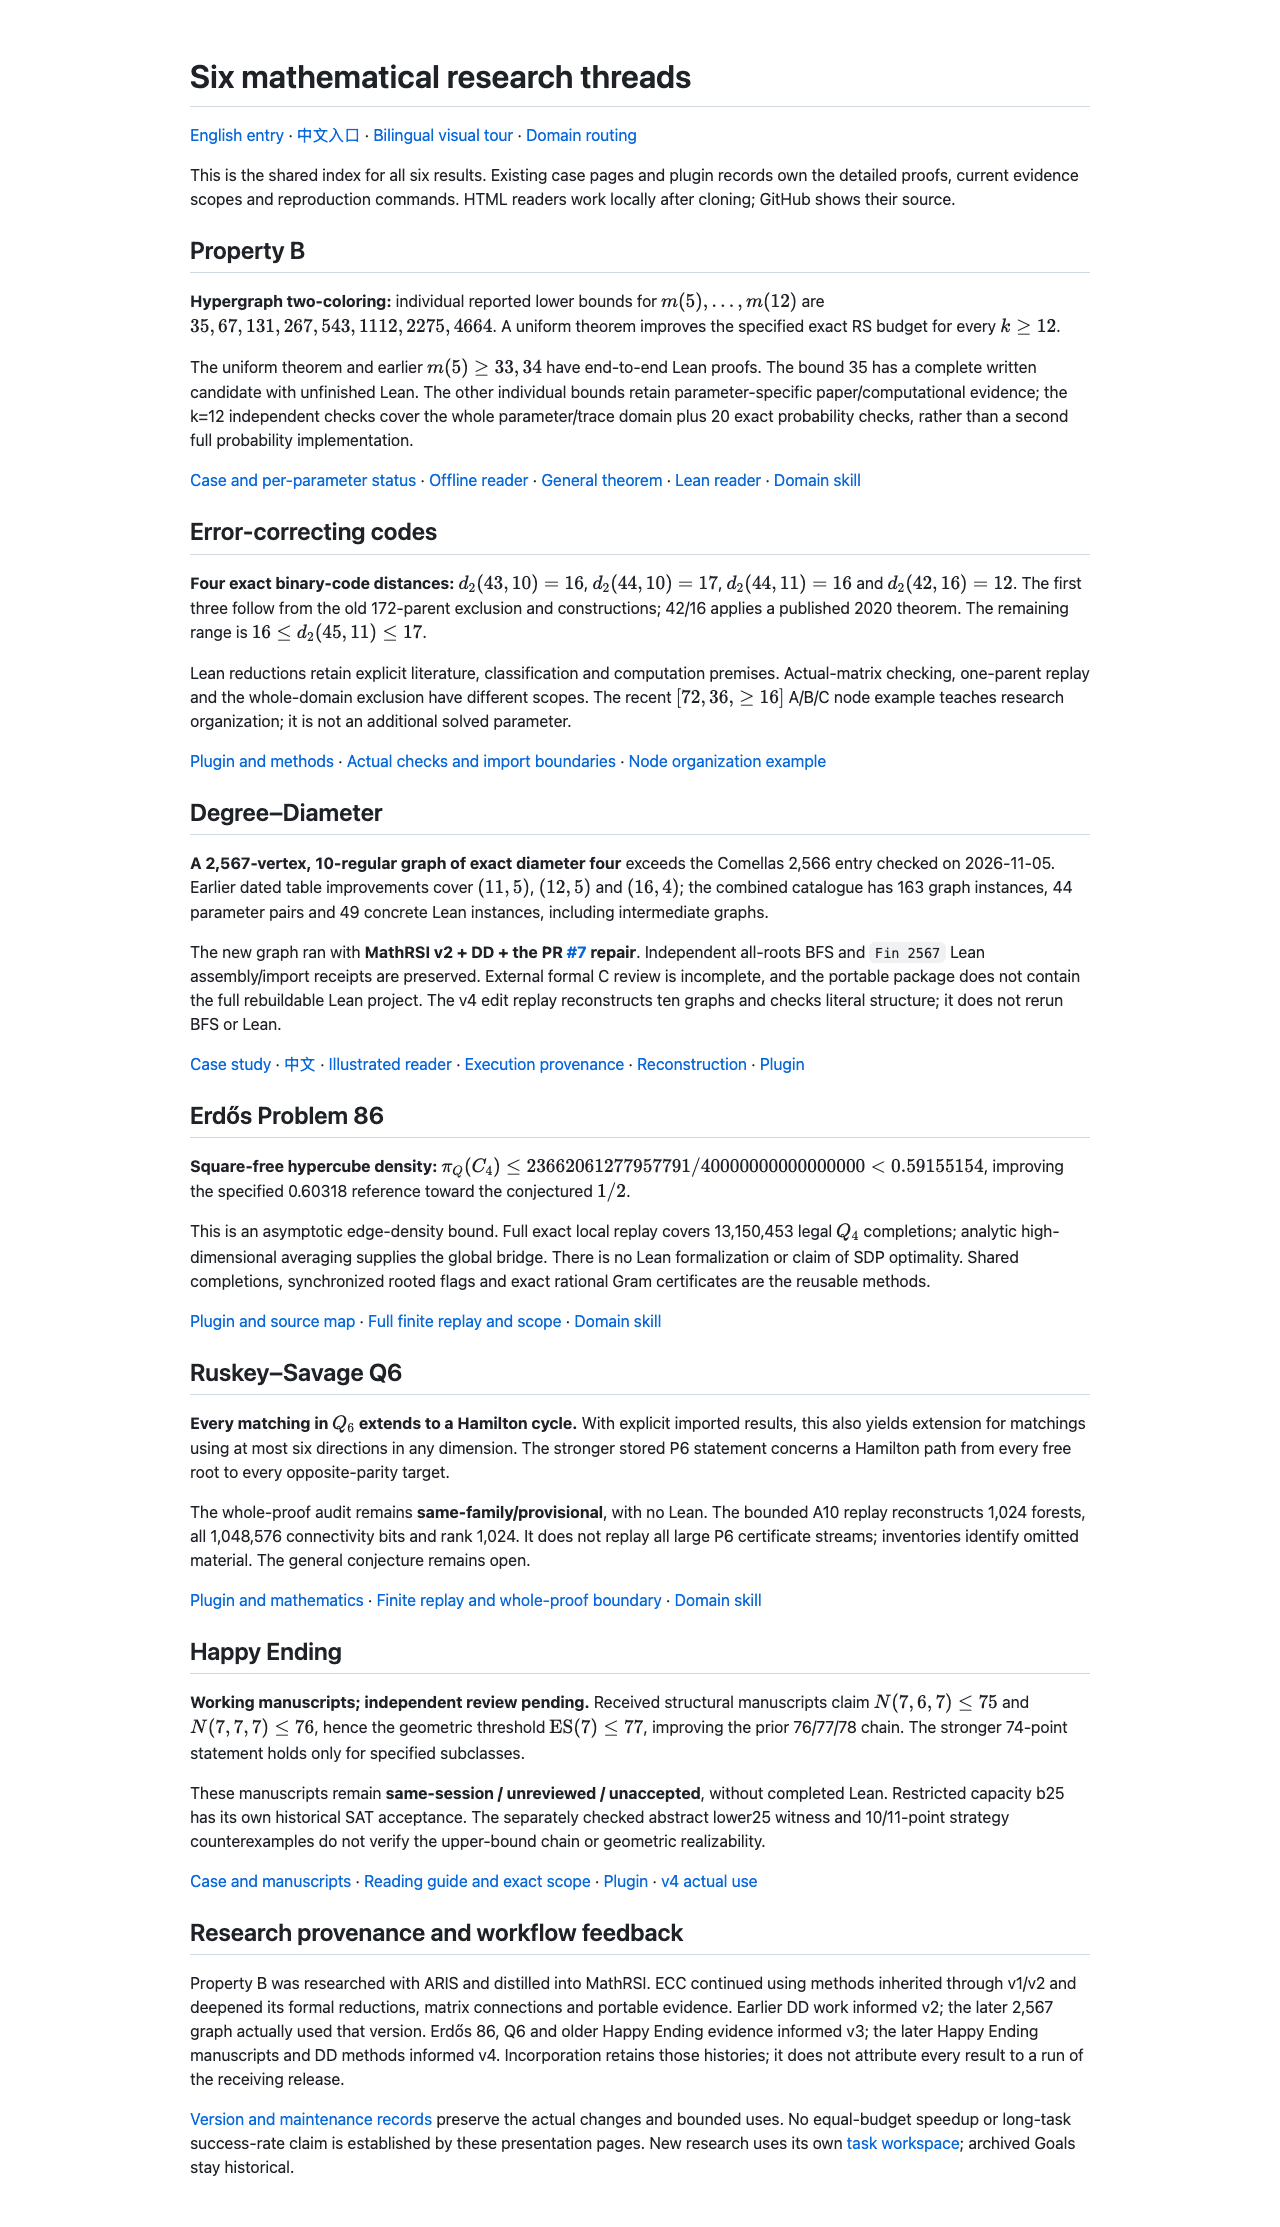 Six mathematical research threads
English entry · 中文入口 · Bilingual visual tour · Domain routing
This is the shared index for all six results. Existing case pages and plugin records own the detailed proofs, current evidence
scopes and reproduction commands. HTML readers work locally after cloning; GitHub shows their source.
Property B
Hypergraph two-coloring: individual reported lower bounds for m(5), . . . , m(12) are
35, 67, 131, 267, 543, 1112, 2275, 4664. A uniform theorem improves the specified exact RS budget for every k ≥ 12.
The uniform theorem and earlier m(5) ≥ 33, 34 have end-to-end Lean proofs. The bound 35 has a complete written
candidate with unfinished Lean. The other individual bounds retain parameter-specific paper/computational evidence; the
k=12 independent checks cover the whole parameter/trace domain plus 20 exact probability checks, rather than a second
full probability implementation.
Case and per-parameter status · Offline reader · General theorem · Lean reader · Domain skill
Error-correcting codes
Four exact binary-code distances: d₂(43, 10) = 16, d₂(44, 10) = 17, d₂(44, 11) = 16 and d₂(42, 16) = 12. The first
three follow from the old 172-parent exclusion and constructions; 42/16 applies a published 2020 theorem. The remaining
range is 16 ≤ d₂(45, 11) ≤ 17.
Lean reductions retain explicit literature, classification and computation premises. Actual-matrix checking, one-parent replay
and the whole-domain exclusion have different scopes. The recent [72, 36, ≥ 16] A/B/C node example teaches research
organization; it is not an additional solved parameter.
Plugin and methods · Actual checks and import boundaries · Node organization example
Degree–Diameter
A 2,567-vertex, 10-regular graph of exact diameter four exceeds the Comellas 2,566 entry checked on 2026-11-05.
Earlier dated table improvements cover (11, 5), (12, 5) and (16, 4); the combined catalogue has 163 graph instances, 44
parameter pairs and 49 concrete Lean instances, including intermediate graphs.
The new graph ran with MathRSI v2 + DD + the PR #7 repair. Independent all-roots BFS and Fin 2567 Lean
assembly/import receipts are preserved. External formal C review is incomplete, and the portable package does not contain
the full rebuildable Lean project. The v4 edit replay reconstructs ten graphs and checks literal structure; it does not rerun
BFS or Lean.
Case study · 中文 · Illustrated reader · Execution provenance · Reconstruction · Plugin
Erdős Problem 86
Square-free hypercube density: π_Q(C₄) ≤ 23662061277957791/40000000000000000 < 0.59155154, improving
the specified 0.60318 reference toward the conjectured 1/2.
This is an asymptotic edge-density bound. Full exact local replay covers 13,150,453 legal Q₄ completions; analytic high-
dimensional averaging supplies the global bridge. There is no Lean formalization or claim of SDP optimality. Shared
completions, synchronized rooted flags and exact rational Gram certificates are the reusable methods.
Plugin and source map · Full finite replay and scope · Domain skill
Ruskey–Savage Q6
Every matching in Q₆ extends to a Hamilton cycle. With explicit imported results, this also yields extension for matchings
using at most six directions in any dimension. The stronger stored P6 statement concerns a Hamilton path from every free
root to every opposite-parity target.
The whole-proof audit remains same-family/provisional, with no Lean. The bounded A10 replay reconstructs 1,024 forests,
all 1,048,576 connectivity bits and rank 1,024. It does not replay all large P6 certificate streams; inventories identify omitted
material. The general conjecture remains open.
Plugin and mathematics · Finite replay and whole-proof boundary · Domain skill
Happy Ending
Working manuscripts; independent review pending. Received structural manuscripts claim N(7, 6, 7) ≤ 75 and
N(7, 7, 7) ≤ 76, hence the geometric threshold ES(7) ≤ 77, improving the prior 76/77/78 chain. The stronger 74-point
statement holds only for specified subclasses.
These manuscripts remain same-session / unreviewed / unaccepted, without completed Lean. Restricted capacity b25
has its own historical SAT acceptance. The separately checked abstract lower25 witness and 10/11-point strategy
counterexamples do not verify the upper-bound chain or geometric realizability.
Case and manuscripts · Reading guide and exact scope · Plugin · v4 actual use
Research provenance and workflow feedback
Property B was researched with ARIS and distilled into MathRSI. ECC continued using methods inherited through v1/v2 and
deepened its formal reductions, matrix connections and portable evidence. Earlier DD work informed v2; the later 2,567
graph actually used that version. Erdős 86, Q6 and older Happy Ending evidence informed v3; the later Happy Ending
manuscripts and DD methods informed v4. Incorporation retains those histories; it does not attribute every result to a run of
the receiving release.
Version and maintenance records preserve the actual changes and bounded uses. No equal-budget speedup or long-task
success-rate claim is established by these presentation pages. New research uses its own task workspace; archived Goals
stay historical.